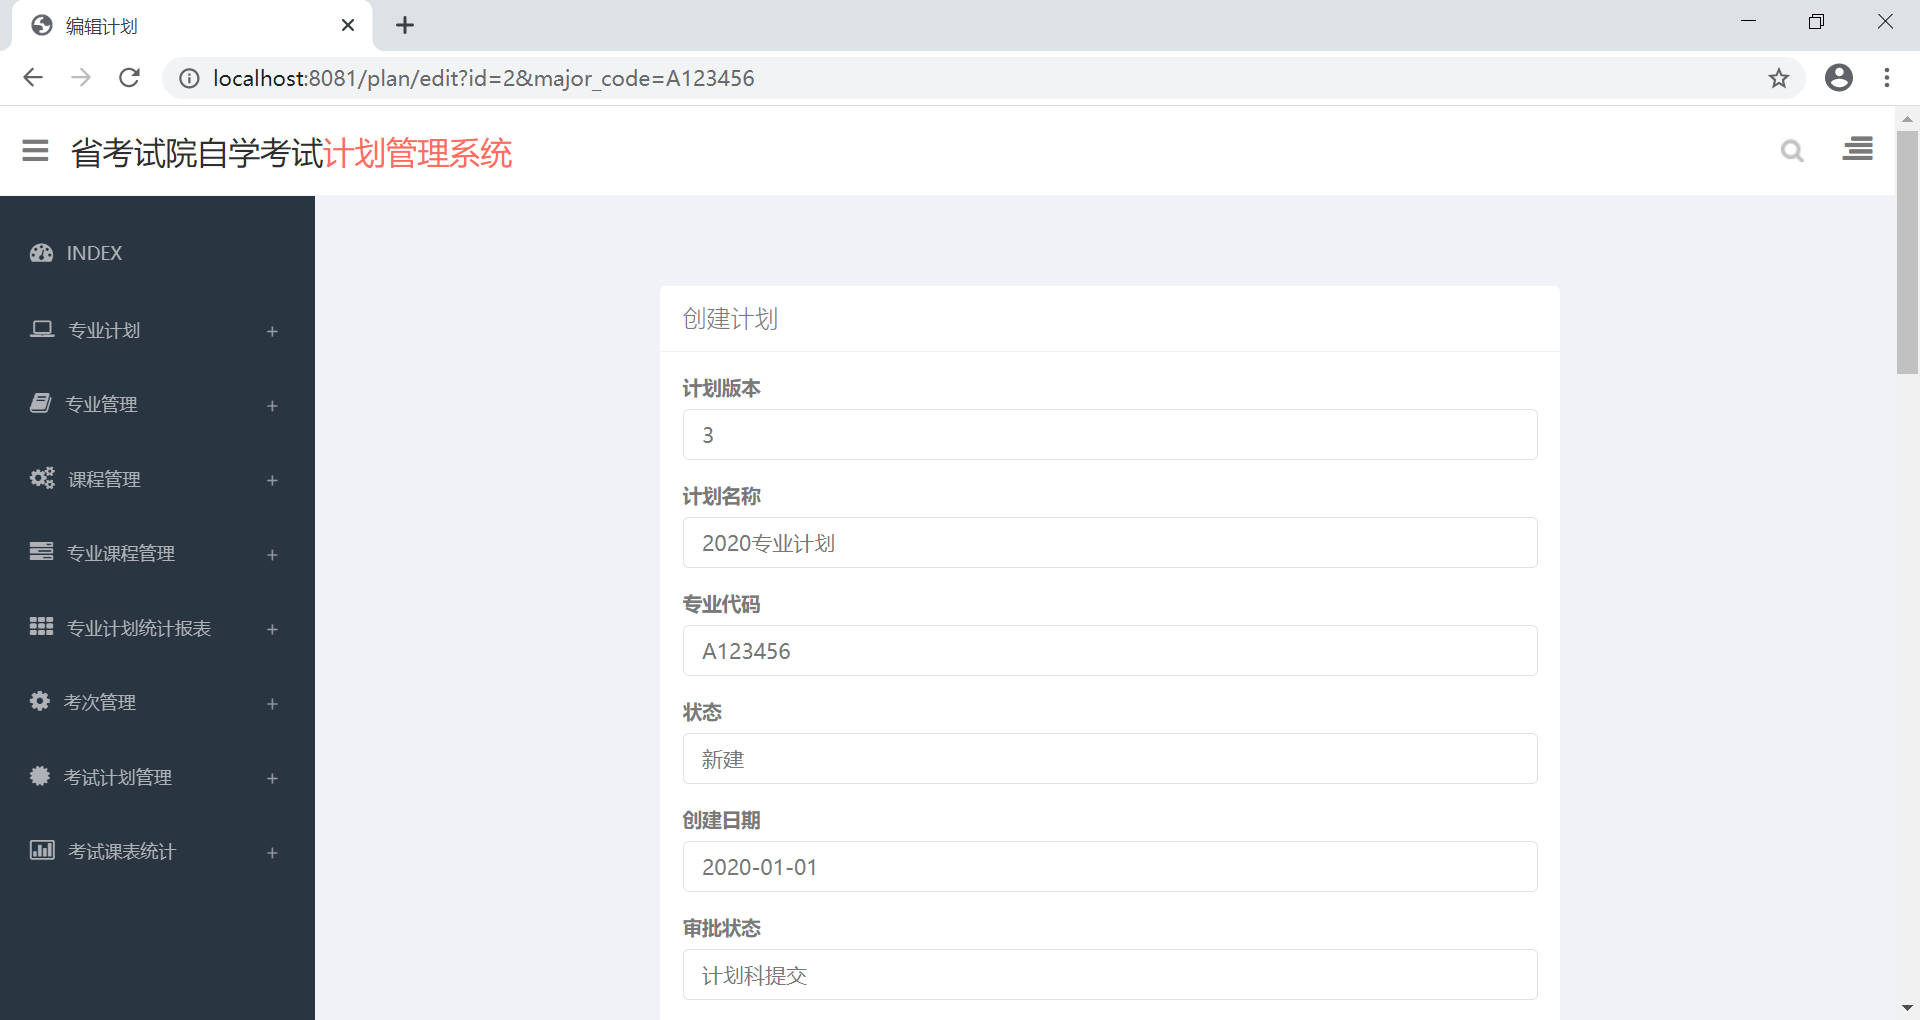 编辑计划
localhost:8081/plan/edit?id=2&major_code=A123456
省考试院自学考试计划管理系统
INDEX
专业计划
专业管理
课程管理
专业课程管理
专业计划统计报表
考次管理
考试计划管理
考试课表统计
创建计划
计划版本
3
计划名称
2020专业计划
专业代码
A123456
状态
新建
创建日期
2020-01-01
审批状态
计划科提交